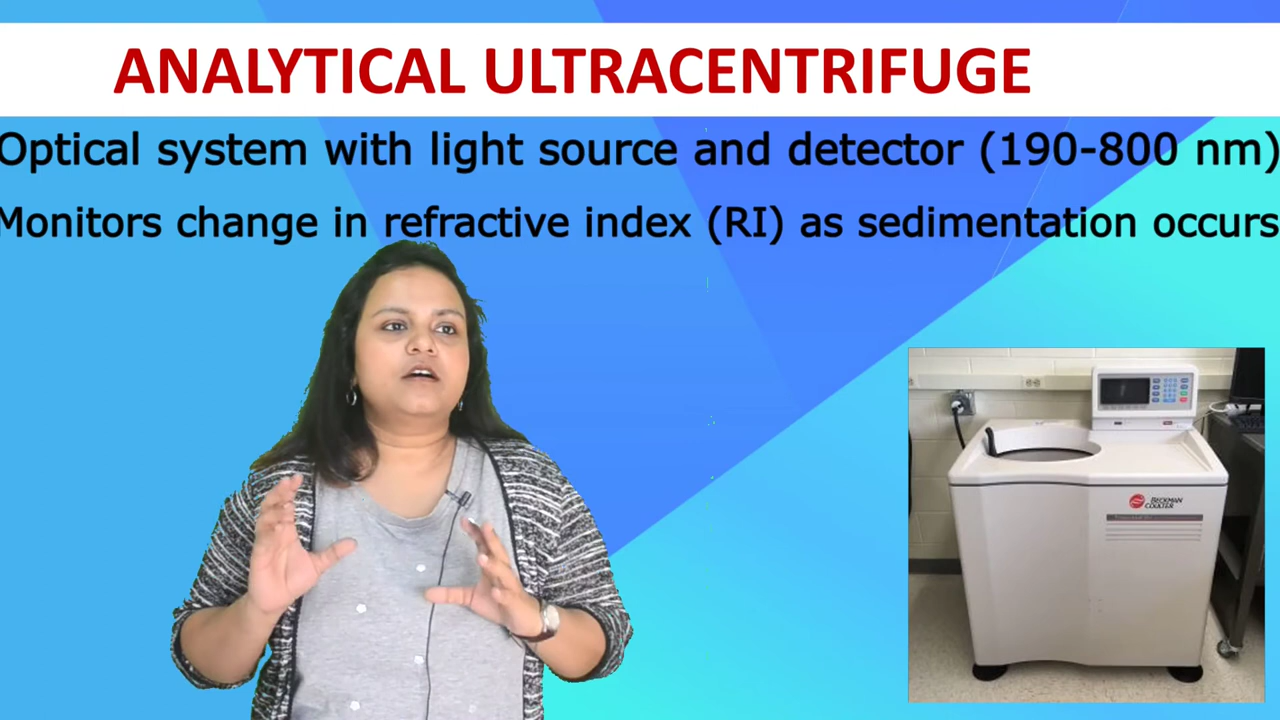 ANALYTICAL ULTRACENTRIFUGE
Optical system with light source and detector (190-800 nm)
Monitors change in refractive index (RI) as sedimentation occurs
BECKMAN
COULTER